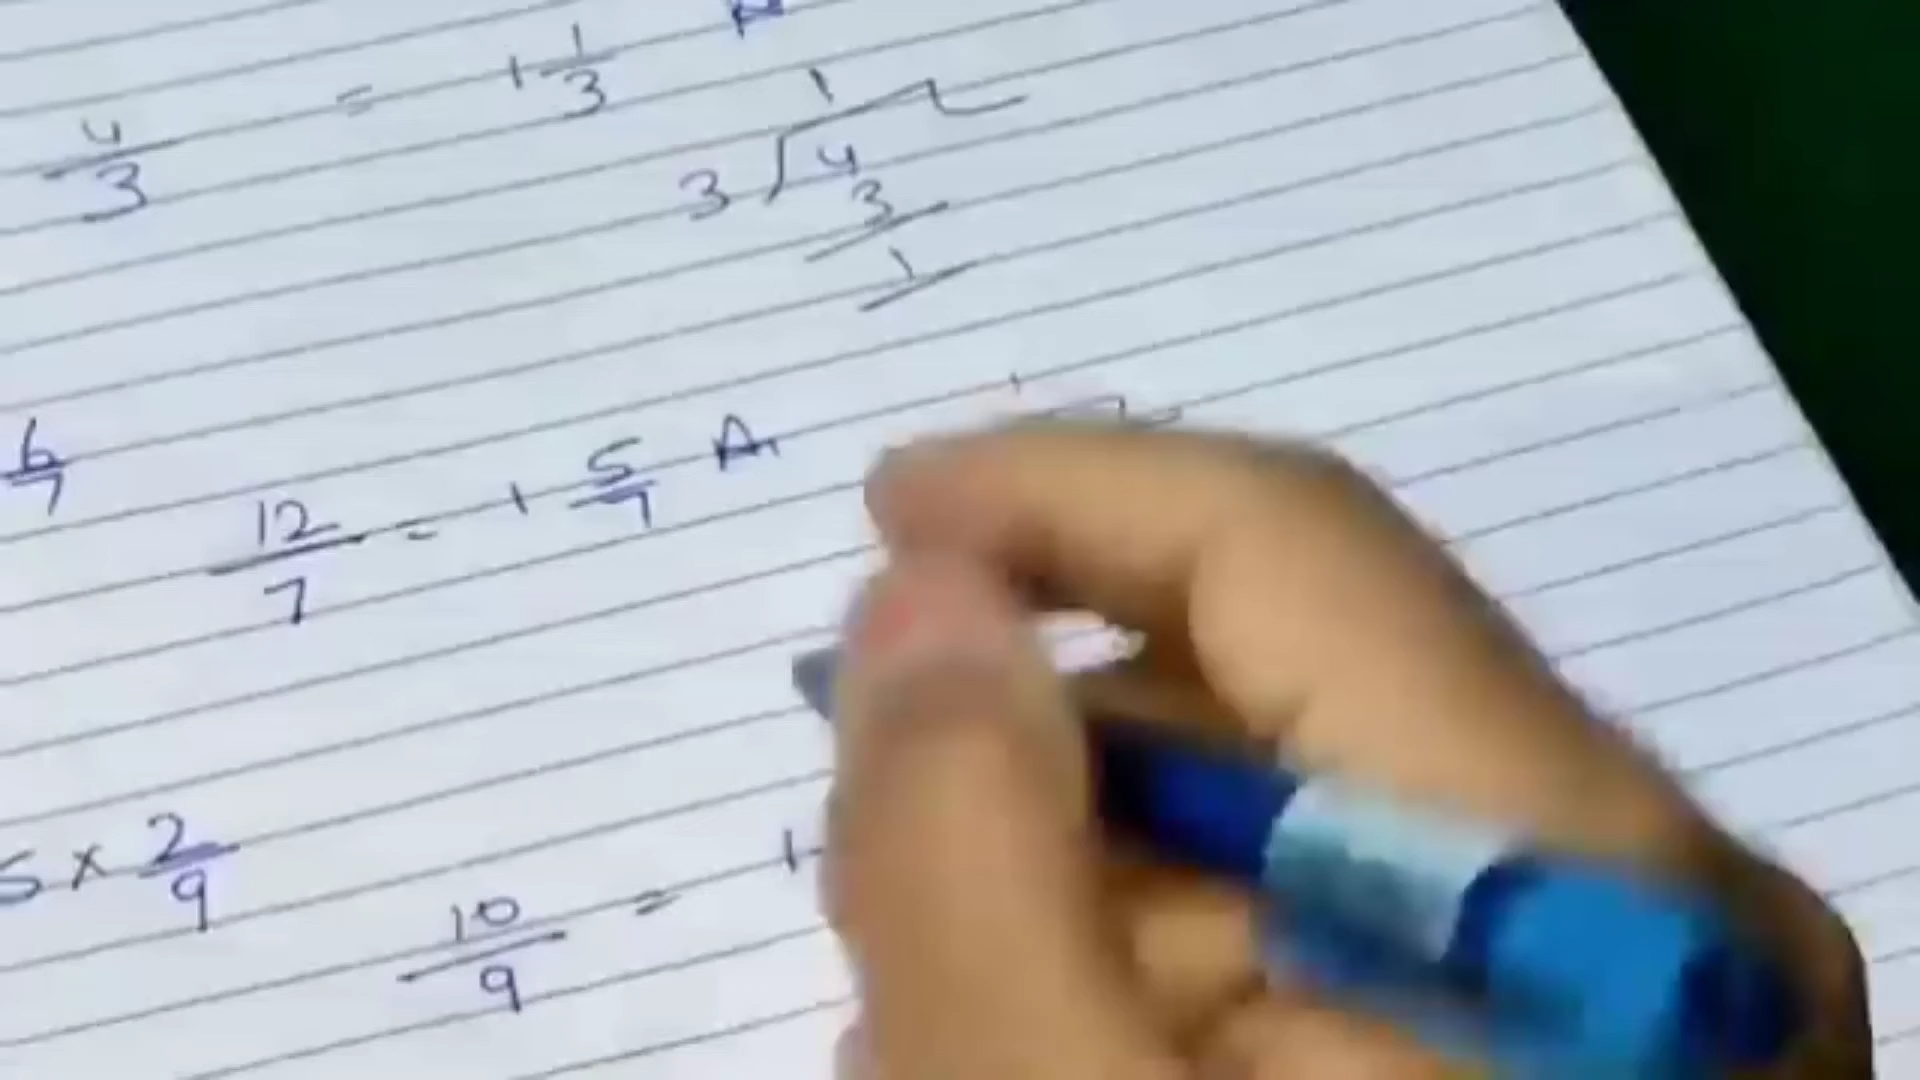 4/3 = 1 1/3
1
3 ) 4
3
1
6/7
12/7 = 1 5/7 A
1
5 × 2/9
10/9 = 1